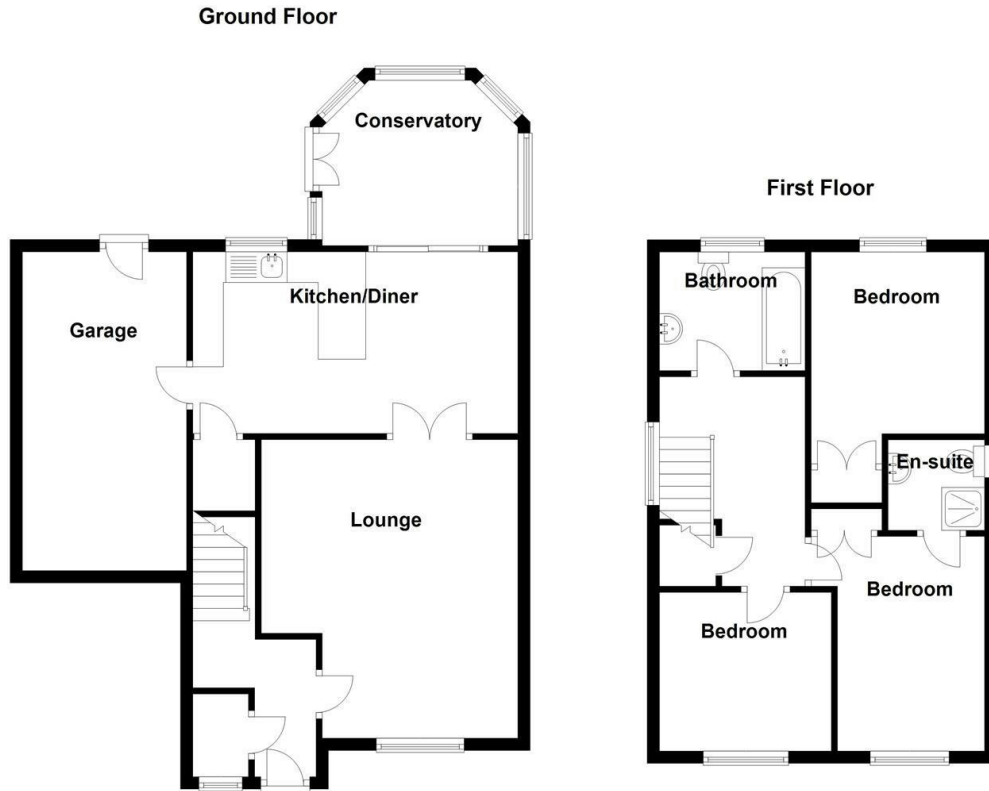 Ground Floor
Conservatory
Kitchen/Diner
Garage
Lounge
First Floor
Bathroom
Bedroom
En-suite
Bedroom
Bedroom